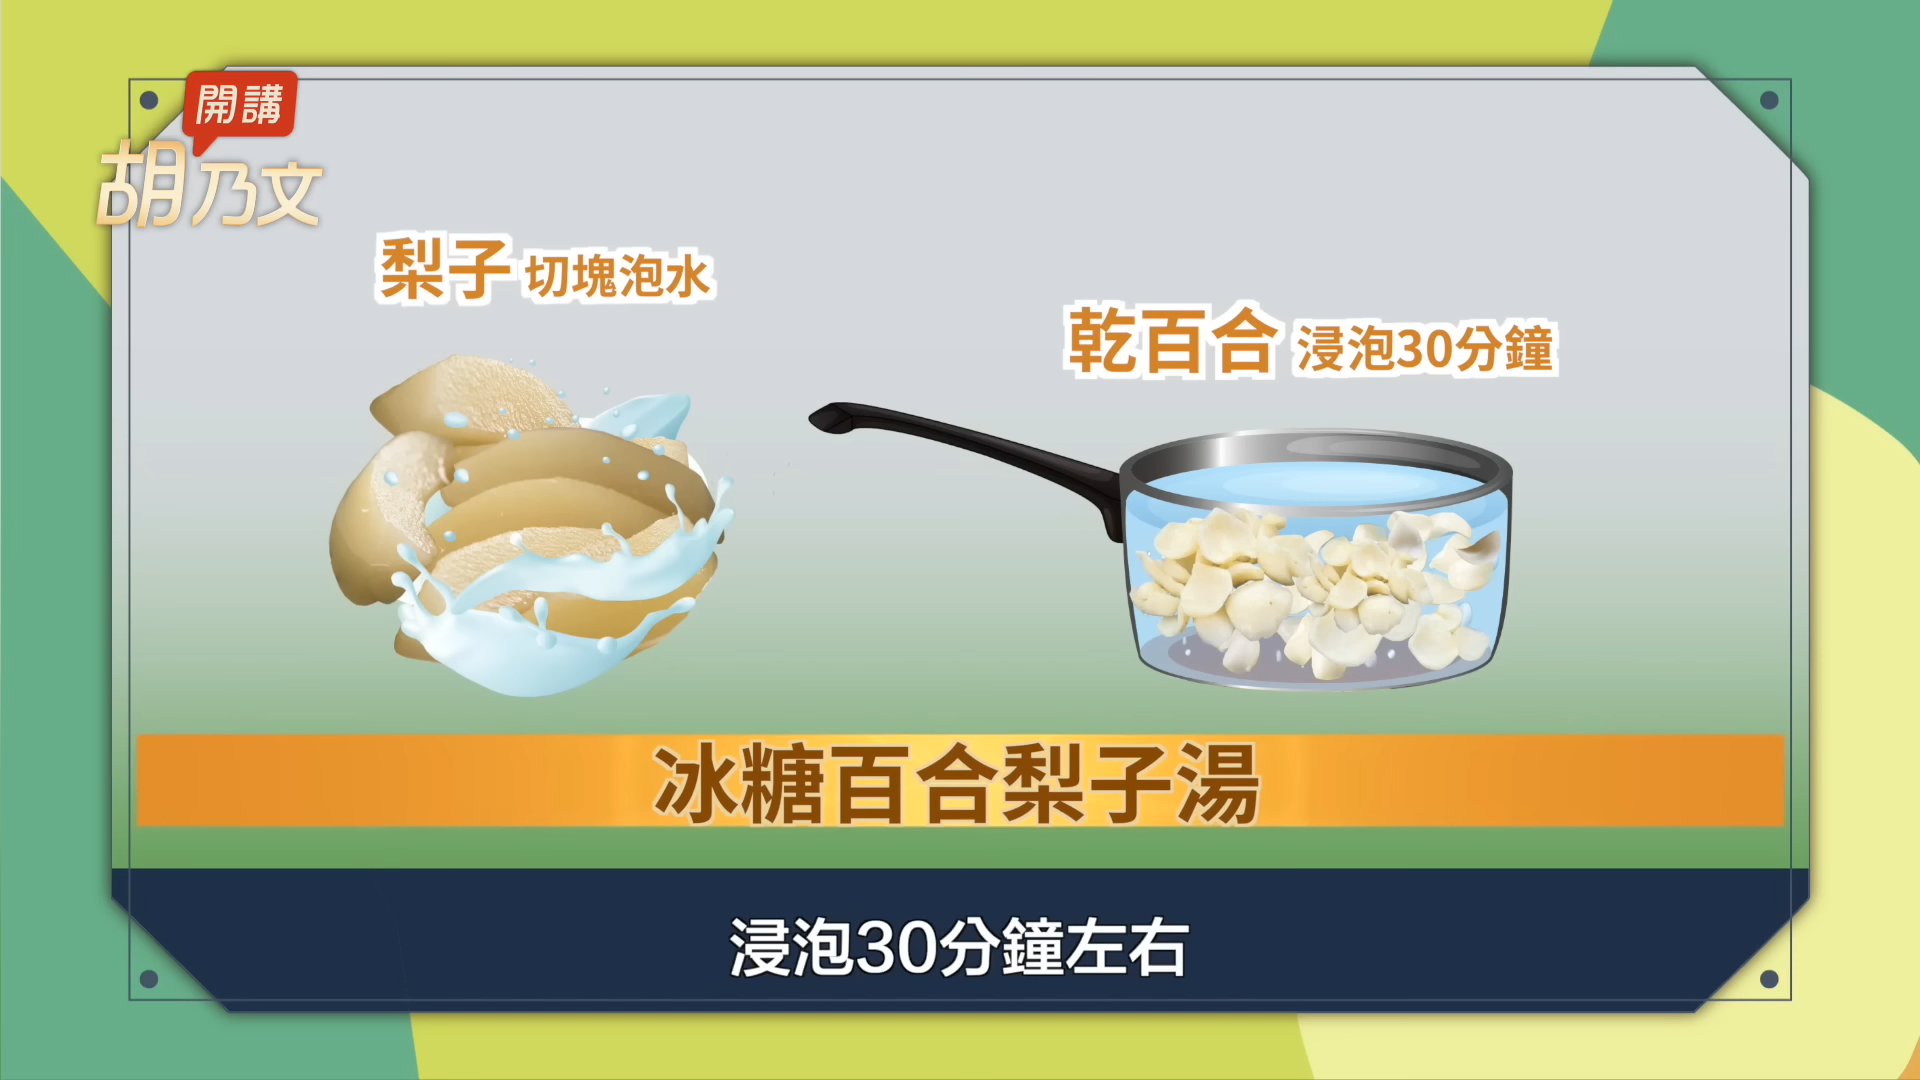 開講
胡乃文
梨子 切塊泡水
乾百合 浸泡30分鐘
冰糖百合梨子湯
浸泡30分鐘左右